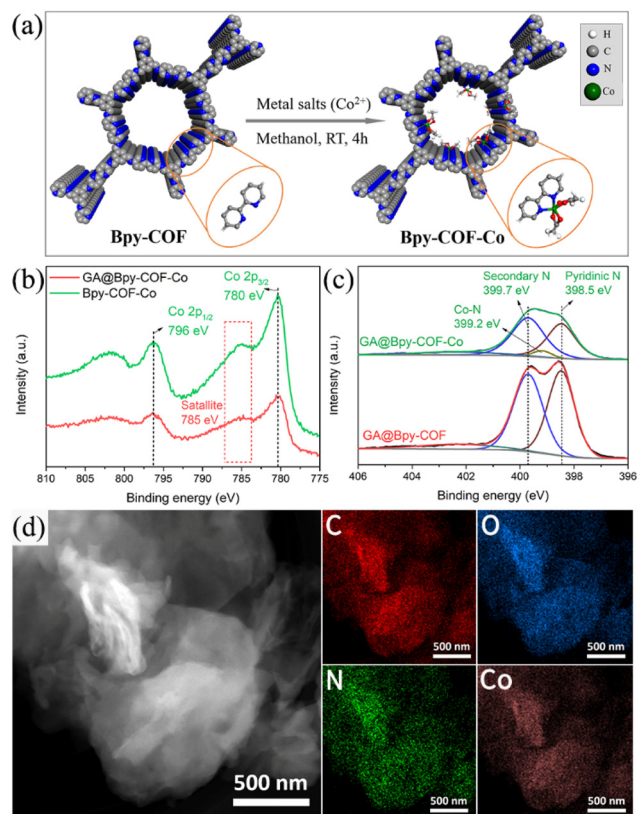 (a)
Metal salts (Co²⁺)
Methanol, RT, 4h
Bpy-COF
Bpy-COF-Co
H
C
N
Co
(b)
GA@Bpy-COF-Co
Bpy-COF-Co
Co 2p₃/₂
780 eV
Co 2p₁/₂
796 eV
Satallite
785 eV
Intensity (a.u.)
810 805 800 795 790 785 780 775
Binding energy (eV)
(c)
Secondary N
399.7 eV
Pyridinic N
398.5 eV
Co-N
399.2 eV
GA@Bpy-COF-Co
GA@Bpy-COF
Intensity (a.u.)
406 404 402 400 398 396
Binding energy (eV)
(d)
500 nm
C
500 nm
O
500 nm
N
500 nm
Co
500 nm